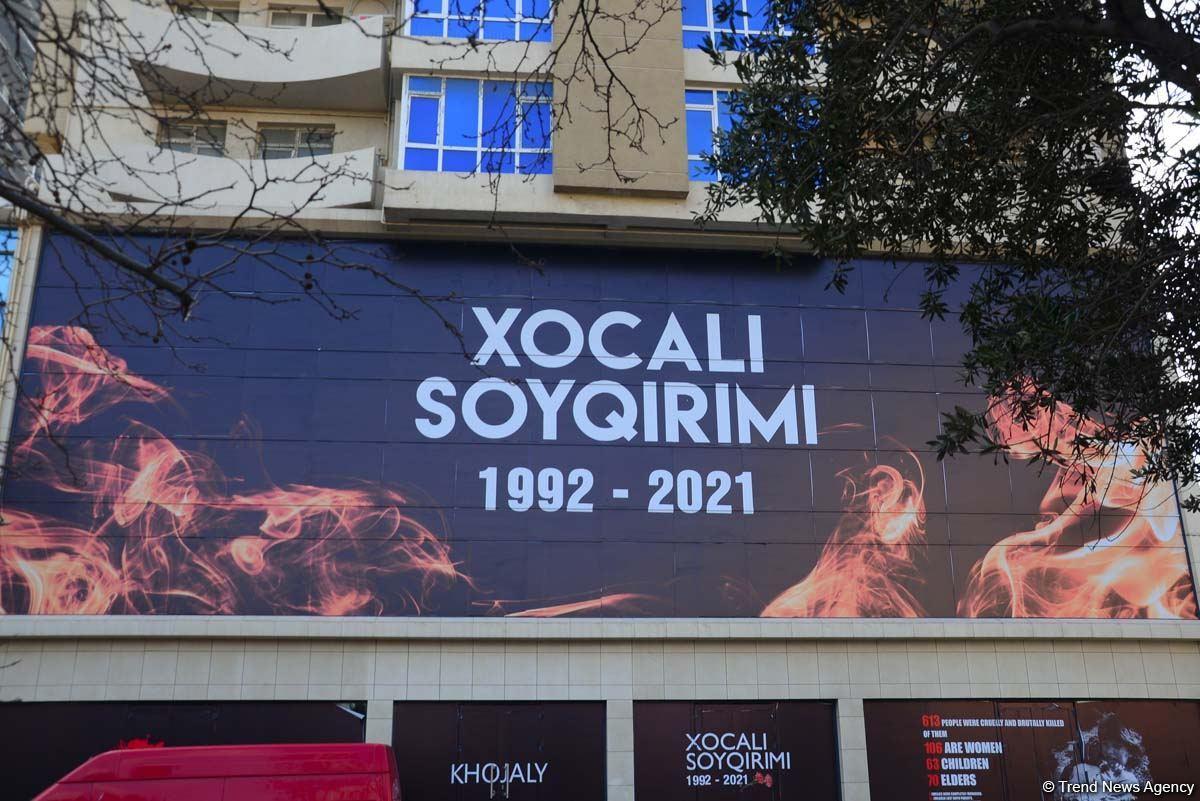 XOCALI
SOYQIRIMI
1992 - 2021
KHOJALY
XOCALI
SOYQIRIMI
1992 - 2021
613 PEOPLE WERE CRUELLY AND BRUTALLY KILLED
OF THEM
106 ARE WOMEN
63 CHILDREN
70 ELDERS
© Trend News Agency